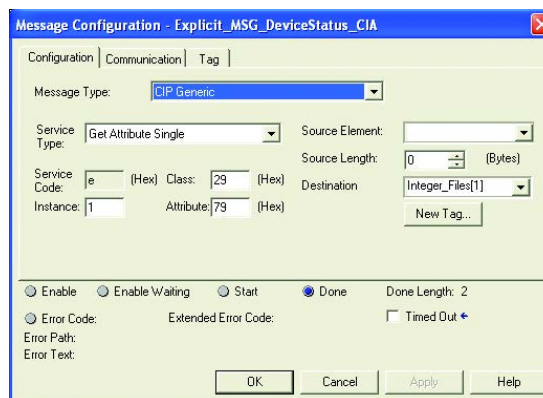 Message Configuration - Explicit_MSG_DeviceStatus_CIA
Configuration Communication Tag
Message Type: CIP Generic
Service Type: Get Attribute Single
Source Element:
Source Length: 0 (Bytes)
Service Code: e (Hex) Class: 29 (Hex)
Destination Integer_Files[1]
Instance: 1 Attribute: 79 (Hex)
New Tag...
Enable Enable Waiting Start Done Done Length: 2
Error Code: Extended Error Code: Timed Out
Error Path:
Error Text:
OK Cancel Apply Help